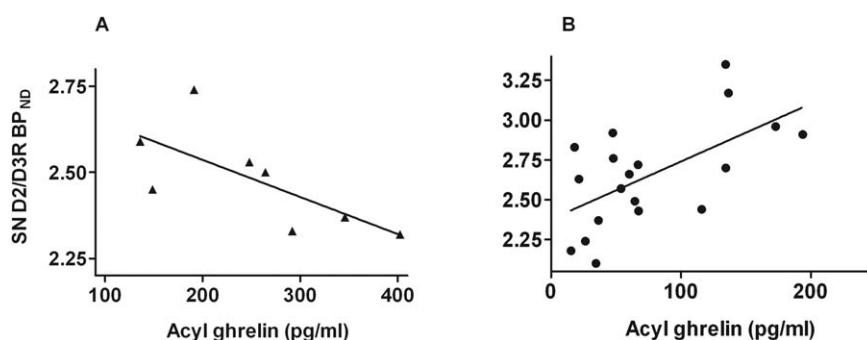 A
SN D2/D3R BPND
2.75
2.50
2.25
100 200 300 400
Acyl ghrelin (pg/ml)
B
3.25
3.00
2.75
2.50
2.25
0 100 200
Acyl ghrelin (pg/ml)